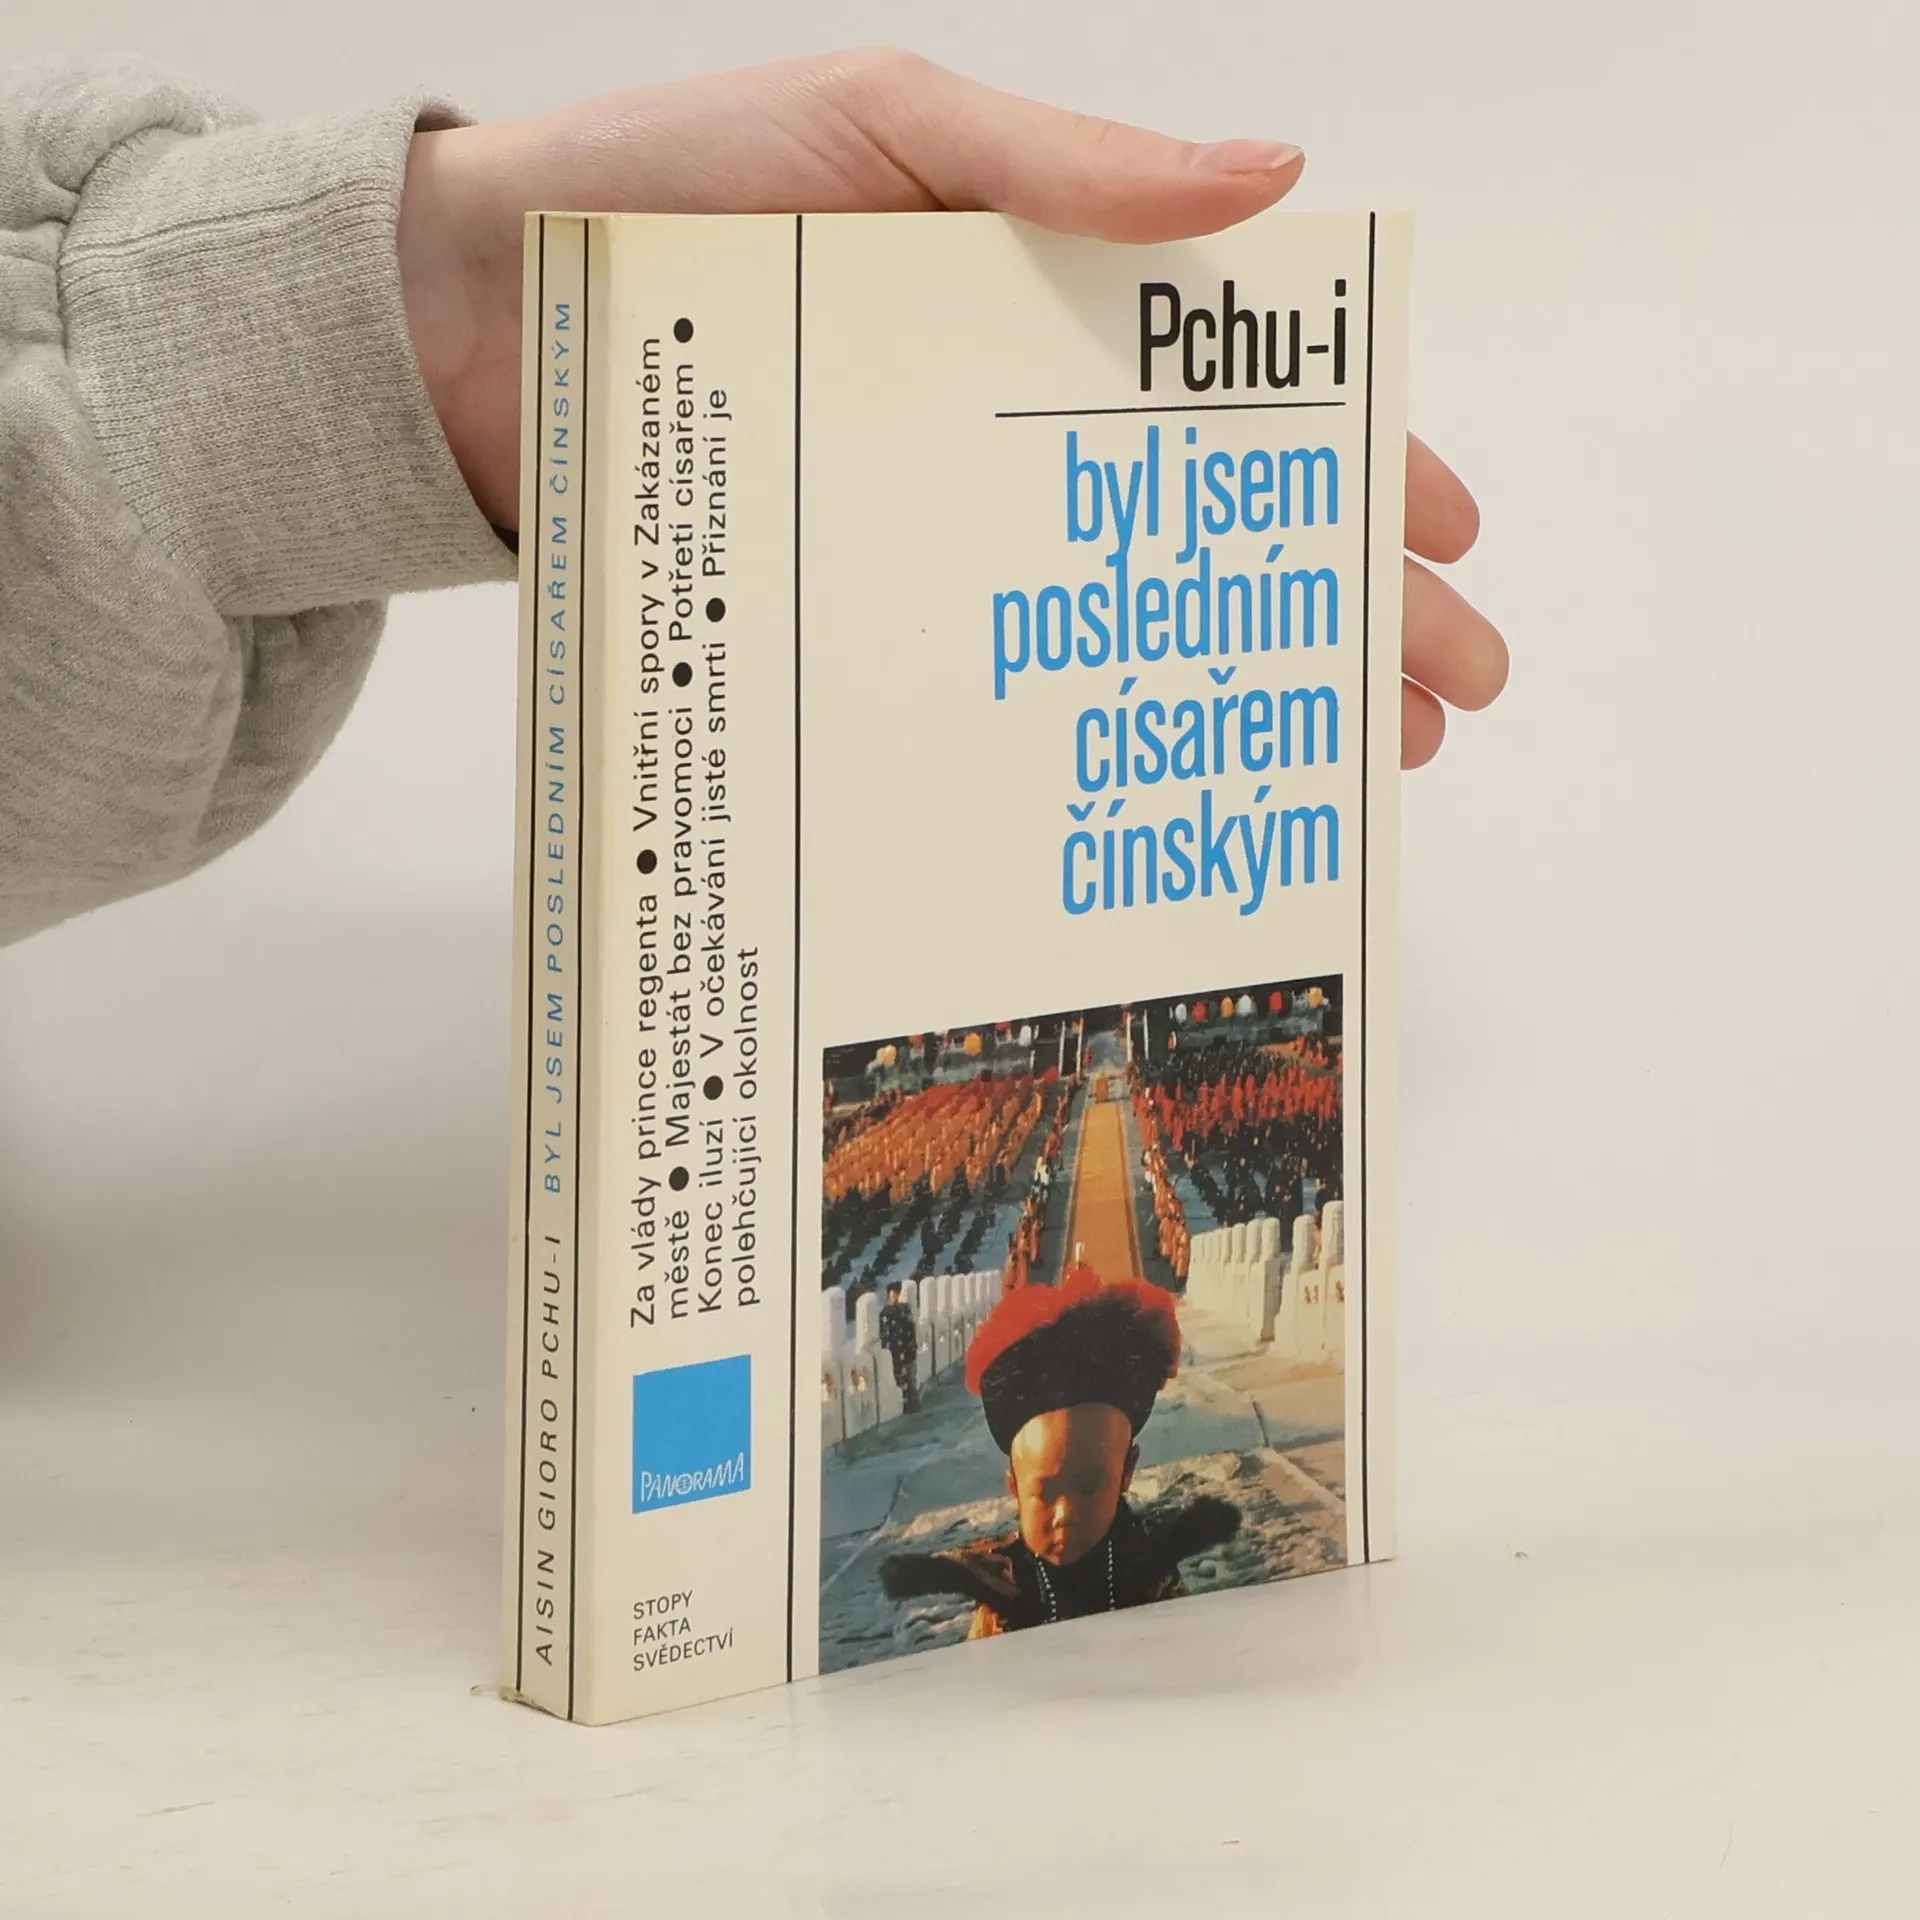 AISIN GIORO PCHU-I BYL JSEM POSLEDNÍM CÍSAŘEM ČÍNSKÝM
Za vlády prince regenta ● Vnitřní spory v Zakázaném
městě ● Majestát bez pravomoci ● Potřetí císařem ●
Konec iluzí ● V očekávání jisté smrti ● Přiznání je
polehčující okolnost
PANORAMA
STOPY
FAKTA
SVĚDECTVÍ
Pchu-i
byl jsem
posledním
císařem
čínským